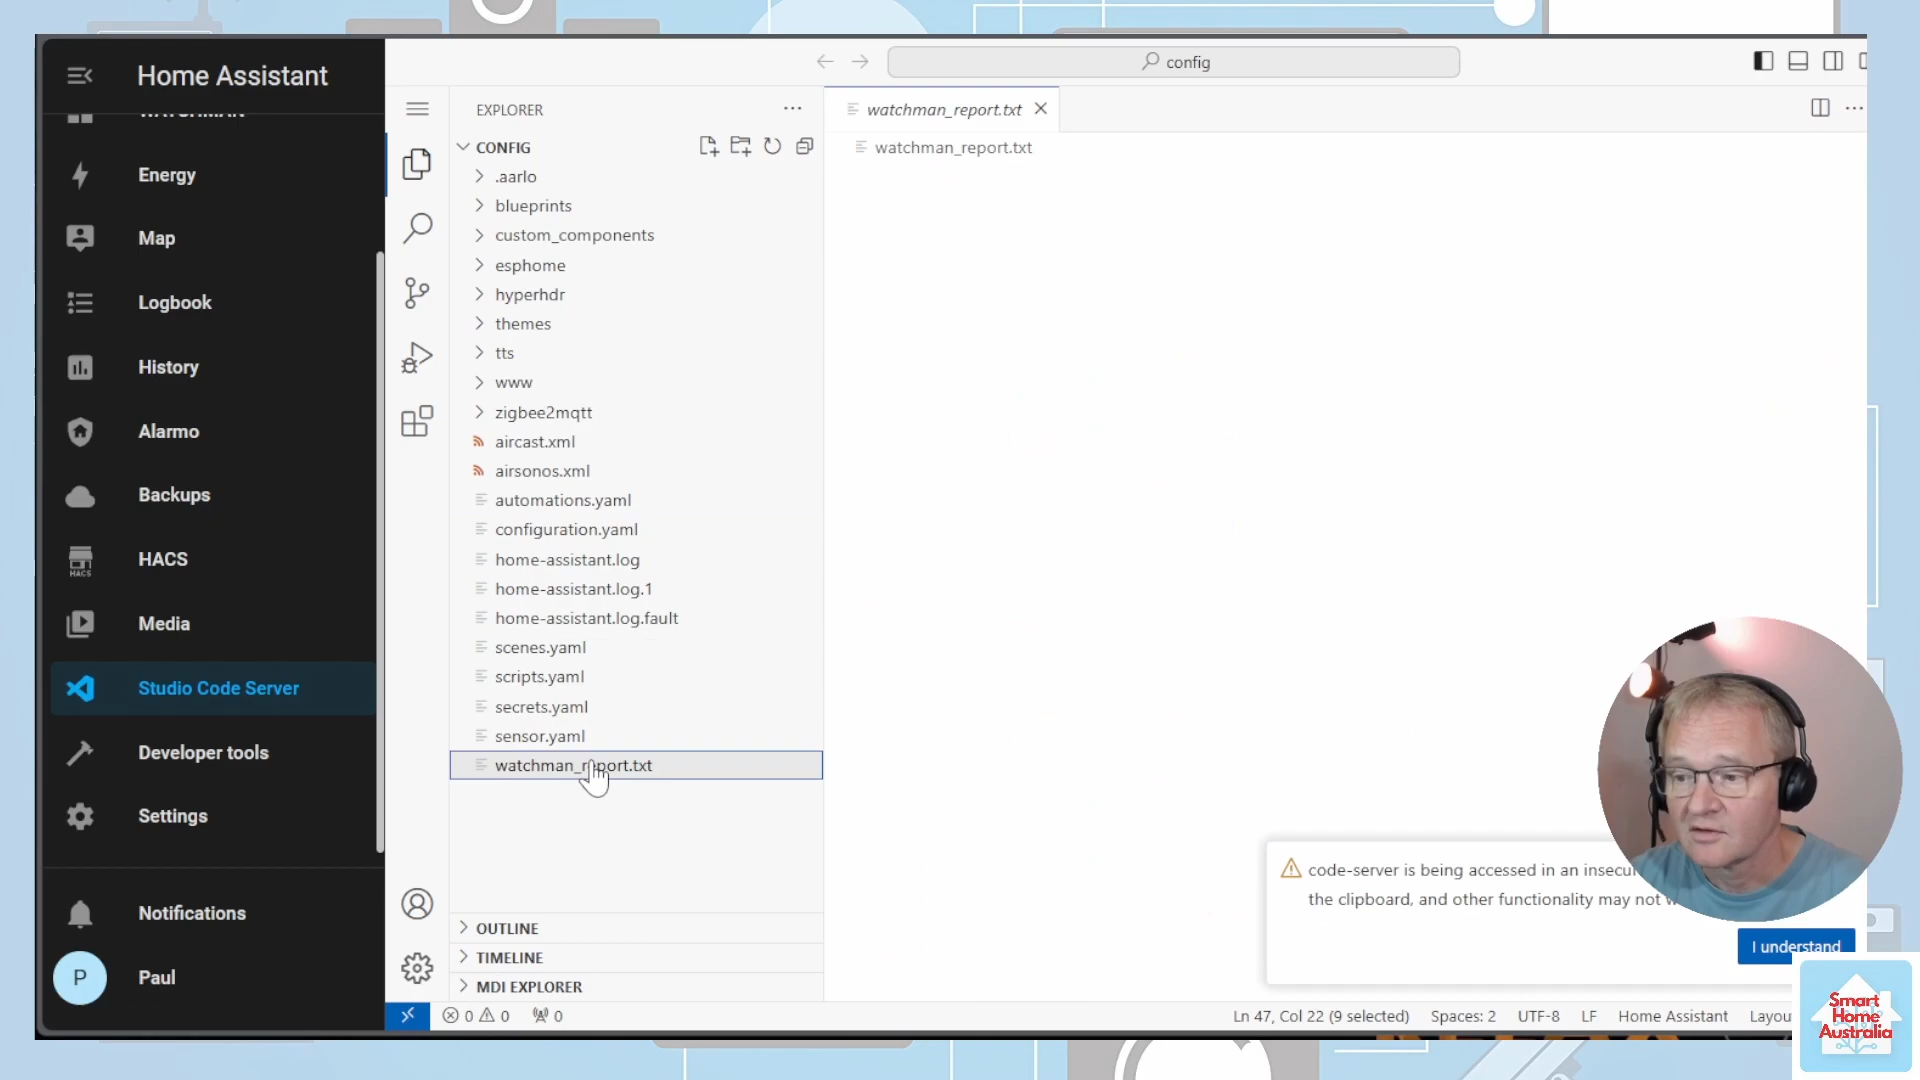 Home Assistant
WATCHMAN
Energy
Map
Logbook
History
Alarmo
Backups
HACS
HACS
Media
Studio Code Server
Developer tools
Settings
Notifications
P
Paul
config
EXPLORER
CONFIG
.aarlo
blueprints
custom_components
esphome
hyperhdr
themes
tts
www
zigbee2mqtt
aircast.xml
airsonos.xml
automations.yaml
configuration.yaml
home-assistant.log
home-assistant.log.1
home-assistant.log.fault
scenes.yaml
scripts.yaml
secrets.yaml
sensor.yaml
watchman_report.txt
OUTLINE
TIMELINE
MDI EXPLORER
watchman_report.txt
watchman_report.txt
code-server is being accessed in an insecu
the clipboard, and other functionality may not w
I understand
0 0 0
Ln 47, Col 22 (9 selected) Spaces: 2 UTF-8 LF Home Assistant Layou
Smart
Home
Australia